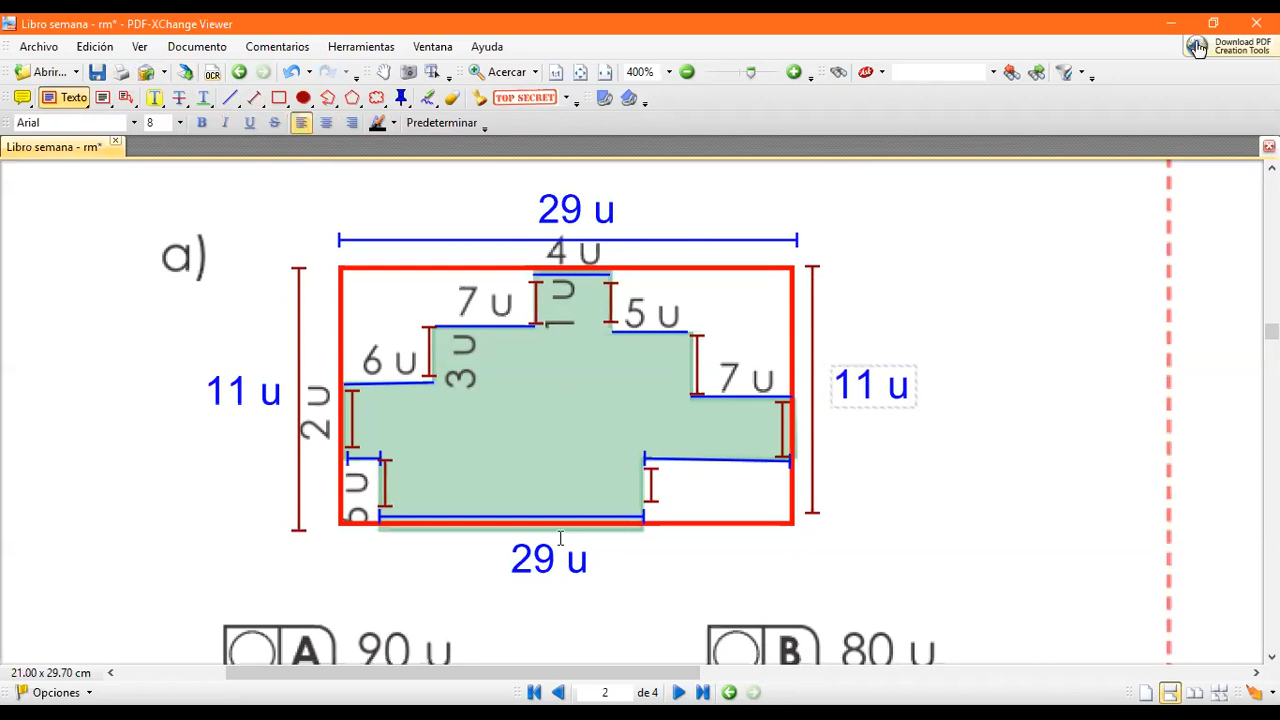 Libro semana - rm* - PDF-XChange Viewer
Archivo Edición Ver Documento Comentarios Herramientas Ventana Ayuda
Download PDF
Creation Tools
Abrir... OCR Acercar 400%
Texto TOP SECRET
Arial 8 B I U S Predeterminar
Libro semana - rm*
29 u
4 u
a)
7 u
1 u
5 u
6 u
3 u
7 u
11 u
11 u
2 u
29 u
A 90 u
B 80 u
21.00 x 29.70 cm
Opciones 2 de 4